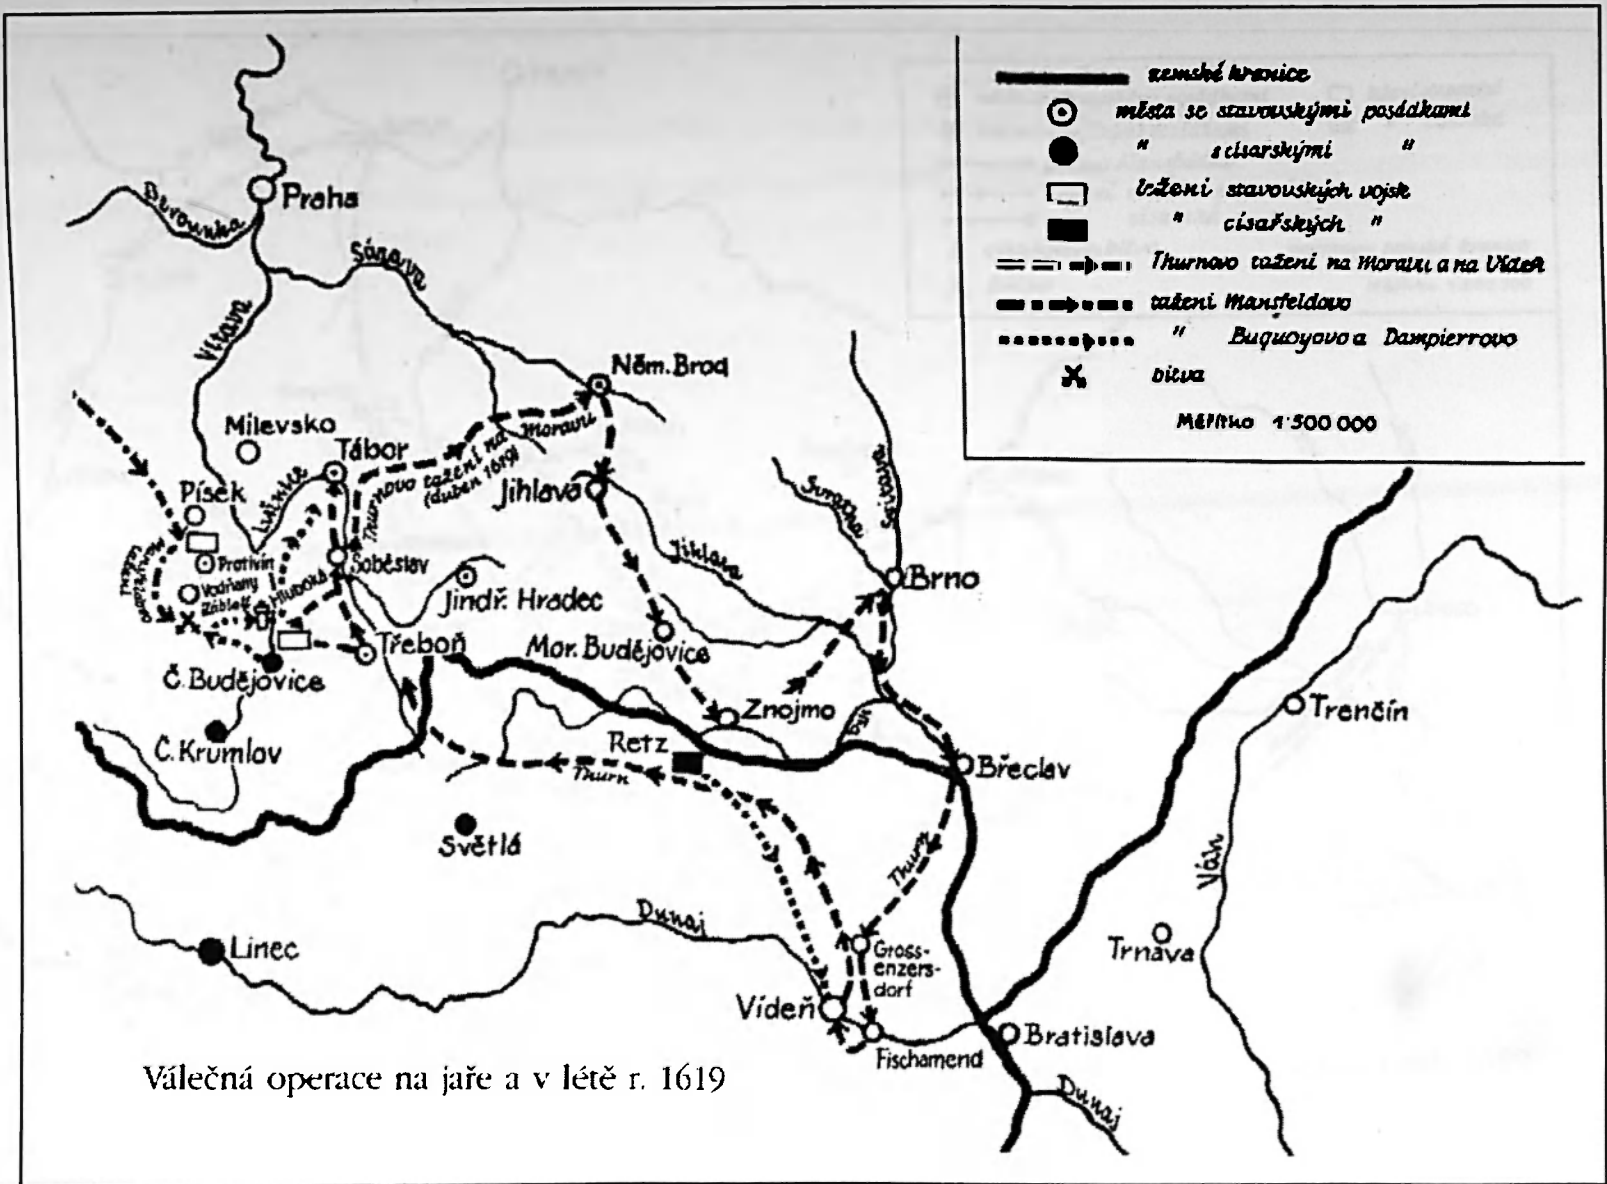 zemské hranice
města se stavovskými posádkami
" s císařskými "
ležení stavovských vojsk
" císařských "
Thurnovo tažení na Moravu a na Vídeň
tažení Mansfeldovo
" Buquoyovo a Dampierrovo
bitva
Měřítko 1:500 000
Praha
Berounka
Sázava
Vltava
Něm. Brod
Milevsko
Tábor
Thurnovo tažení na Moravu
(duben 1619)
Písek
Lužnice
Jihlava
Svratka
Svitava
Protivín
Soběslav
Vodňany
Záblatí
Hluboká
Jindř. Hradec
Jihlava
Brno
Třeboň
Mor. Budějovice
Č. Budějovice
Znojmo
Trenčín
Č. Krumlov
Retz
Thurn
Břeclav
Světlá
Thurn
Váh
Dunaj
Linec
Gross-
enzers-
dorf
Trnava
Vídeň
Fischamend
Bratislava
Dunaj
Válečná operace na jaře a v létě r. 1619